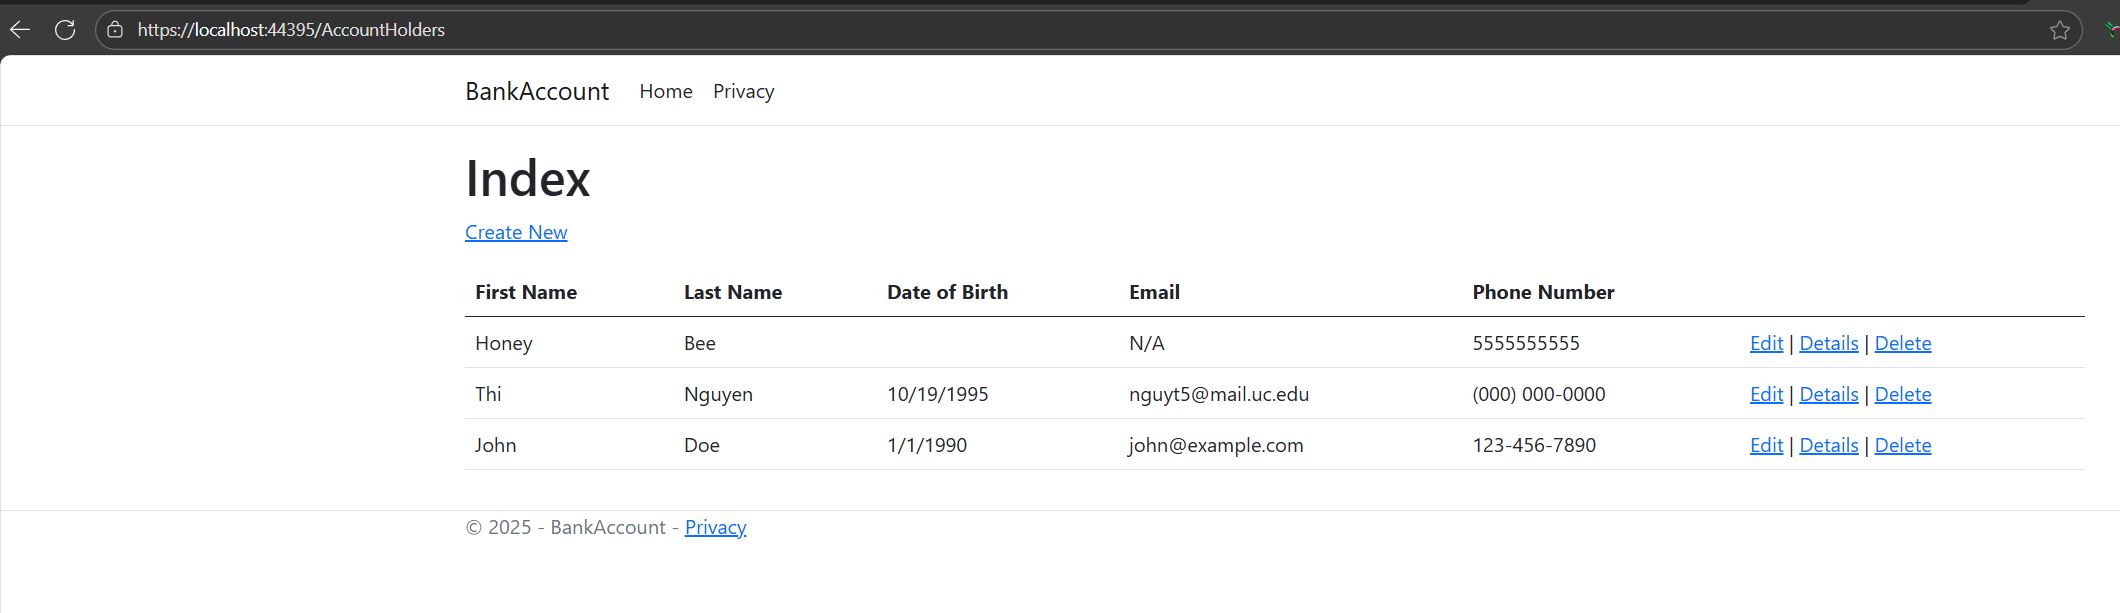 https://localhost:44395/AccountHolders
BankAccount Home Privacy
Index
Create New
First Name Last Name Date of Birth Email Phone Number
Honey Bee N/A 5555555555 Edit | Details | Delete
Thi Nguyen 10/19/1995 nguyt5@mail.uc.edu (000) 000-0000 Edit | Details | Delete
John Doe 1/1/1990 john@example.com 123-456-7890 Edit | Details | Delete
© 2025 - BankAccount - Privacy